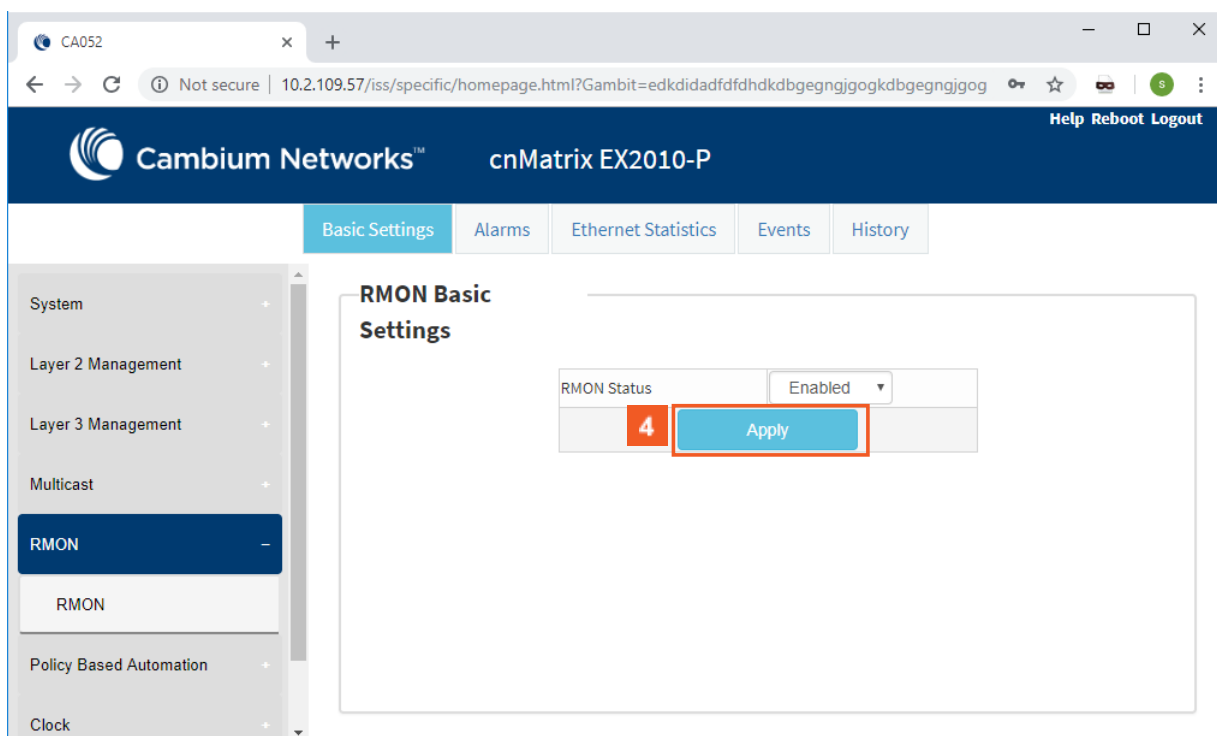 CA052
Not secure | 10.2.109.57/iss/specific/homepage.html?Gambit=edkdidadfdfdhdkdbgegngjgogkdbgegngjgog
S
Help Reboot Logout
Cambium Networks™ cnMatrix EX2010-P
Basic Settings Alarms Ethernet Statistics Events History
System
Layer 2 Management
Layer 3 Management
Multicast
RMON
RMON
Policy Based Automation
Clock
RMON Basic
Settings
RMON Status Enabled
4 Apply